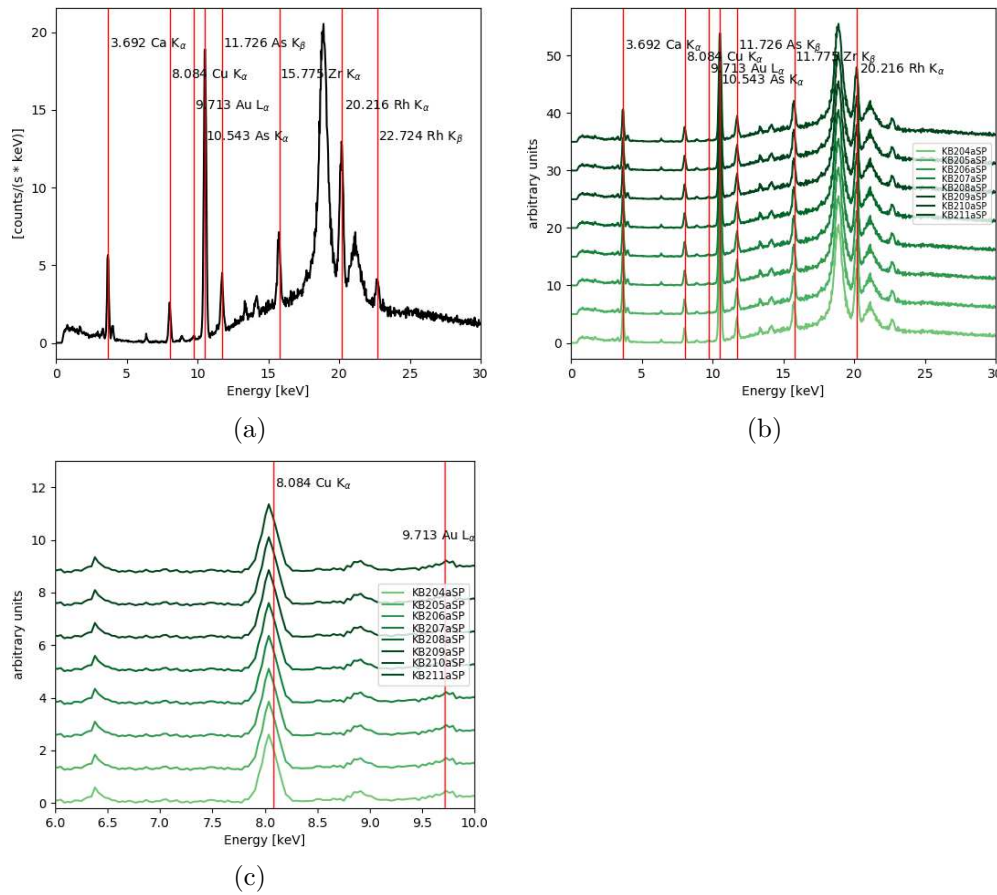 3.692 Ca Kα
11.726 As Kβ
8.084 Cu Kα
15.775 Zr Kα
9.713 Au Lα
20.216 Rh Kα
10.543 As Kα
22.724 Rh Kβ
[counts/(s * keV)]
20
15
10
5
0
0 5 10 15 20 25 30
Energy [keV]
(a)
3.692 Ca Kα
11.726 As Kβ
8.084 Cu Kα
11.775 Zr Kα
9.713 Au Lα
20.216 Rh Kα
10.543 As Kα
arbitrary units
50
40
30
20
10
0
KB204aSP
KB205aSP
KB206aSP
KB207aSP
KB208aSP
KB209aSP
KB210aSP
KB211aSP
0 5 10 15 20 25 30
Energy [keV]
(b)
8.084 Cu Kα
9.713 Au Lα
arbitrary units
12
10
8
6
4
2
0
KB204aSP
KB205aSP
KB206aSP
KB207aSP
KB208aSP
KB209aSP
KB210aSP
KB211aSP
6.0 6.5 7.0 7.5 8.0 8.5 9.0 9.5 10.0
Energy [keV]
(c)